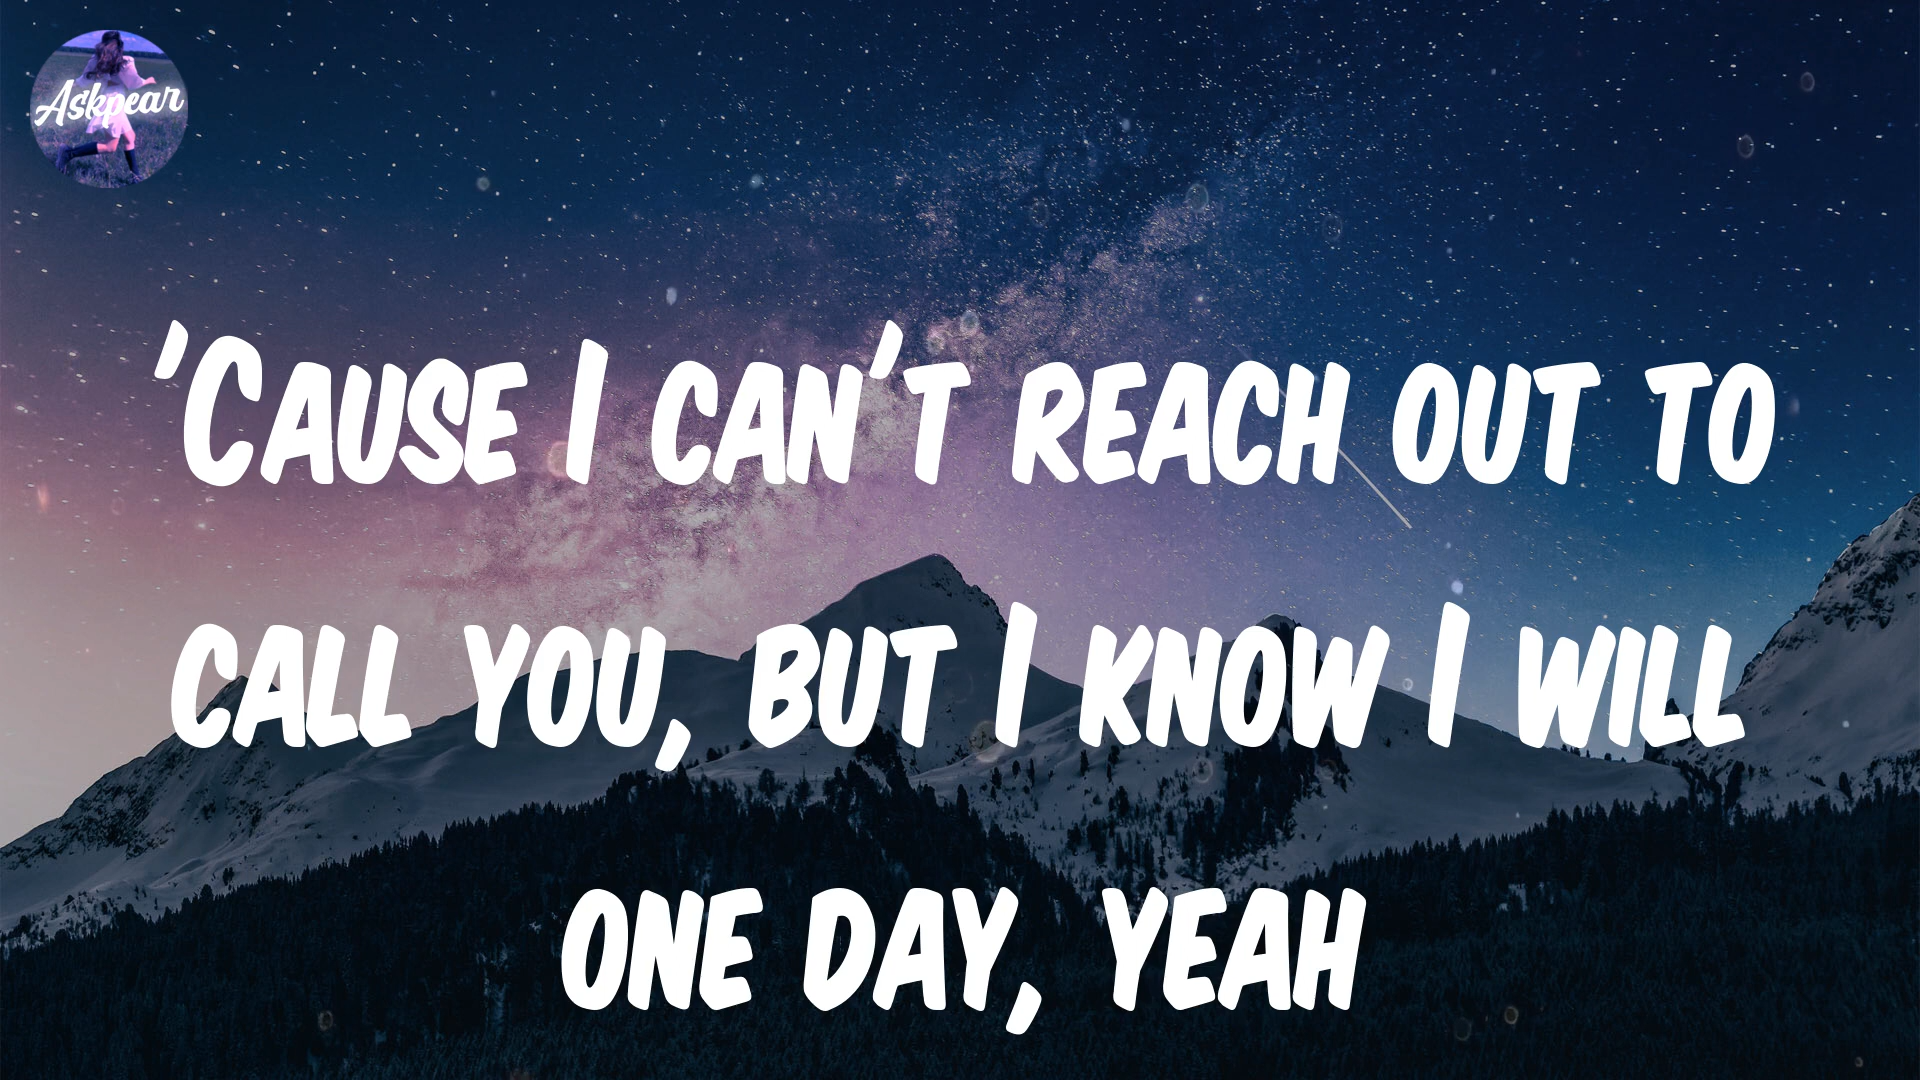 Askpear
'Cause I can't reach out to
call you, but I know I will
one day, yeah